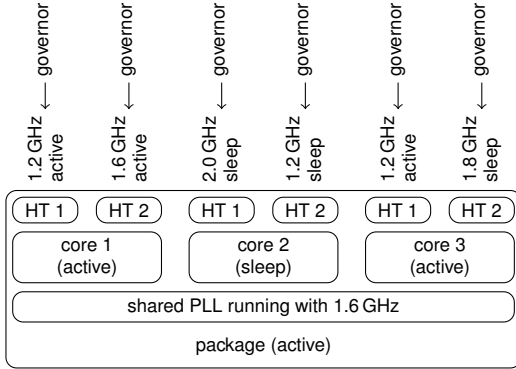 governor
governor
governor
governor
governor
governor
1.2 GHz
active
1.6 GHz
active
2.0 GHz
sleep
1.2 GHz
sleep
1.2 GHz
active
1.8 GHz
sleep
HT 1
HT 2
HT 1
HT 2
HT 1
HT 2
core 1
(active)
core 2
(sleep)
core 3
(active)
shared PLL running with 1.6 GHz
package (active)